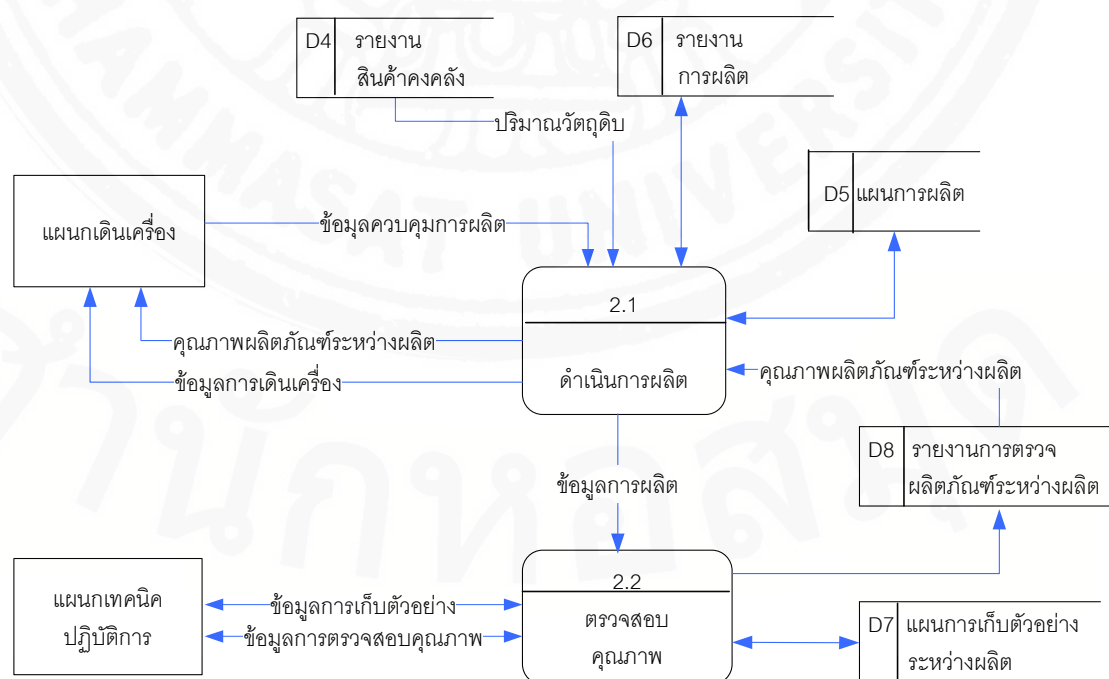 D4 รายงาน
สินค้าคงคลัง
D6 รายงาน
การผลิต
ปริมาณวัตถุดิบ
D5 แผนการผลิต
แผนกเดินเครื่อง
ข้อมูลควบคุมการผลิต
2.1
ดำเนินการผลิต
คุณภาพผลิตภัณฑ์ระหว่างผลิต
ข้อมูลการเดินเครื่อง
คุณภาพผลิตภัณฑ์ระหว่างผลิต
D8 รายงานการตรวจ
ผลิตภัณฑ์ระหว่างผลิต
ข้อมูลการผลิต
2.2
ตรวจสอบ
คุณภาพ
แผนกเทคนิค
ปฏิบัติการ
ข้อมูลการเก็บตัวอย่าง
ข้อมูลการตรวจสอบคุณภาพ
D7 แผนการเก็บตัวอย่าง
ระหว่างผลิต